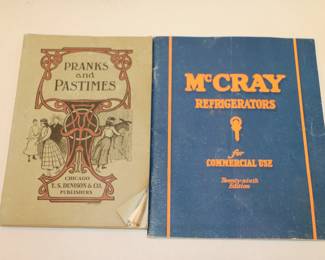 PRANKS
and
PASTIMES
CHICAGO
T. S. DENISON & CO.
PUBLISHERS
McCRAY
REFRIGERATORS
for
COMMERCIAL USE
Twenty-ninth
Edition